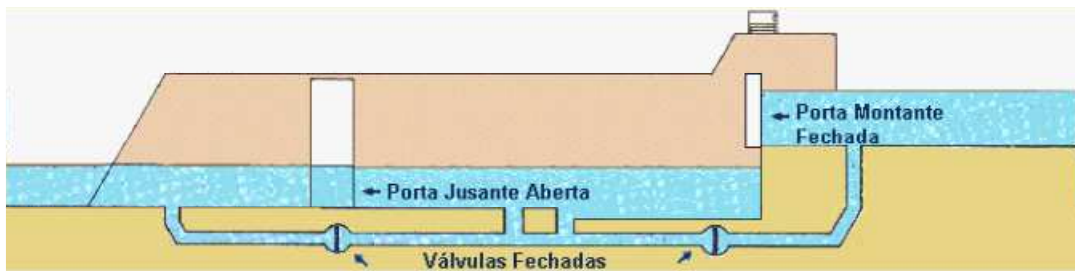 Porta Montante
Fechada
Porta Jusante Aberta
Válvulas Fechadas